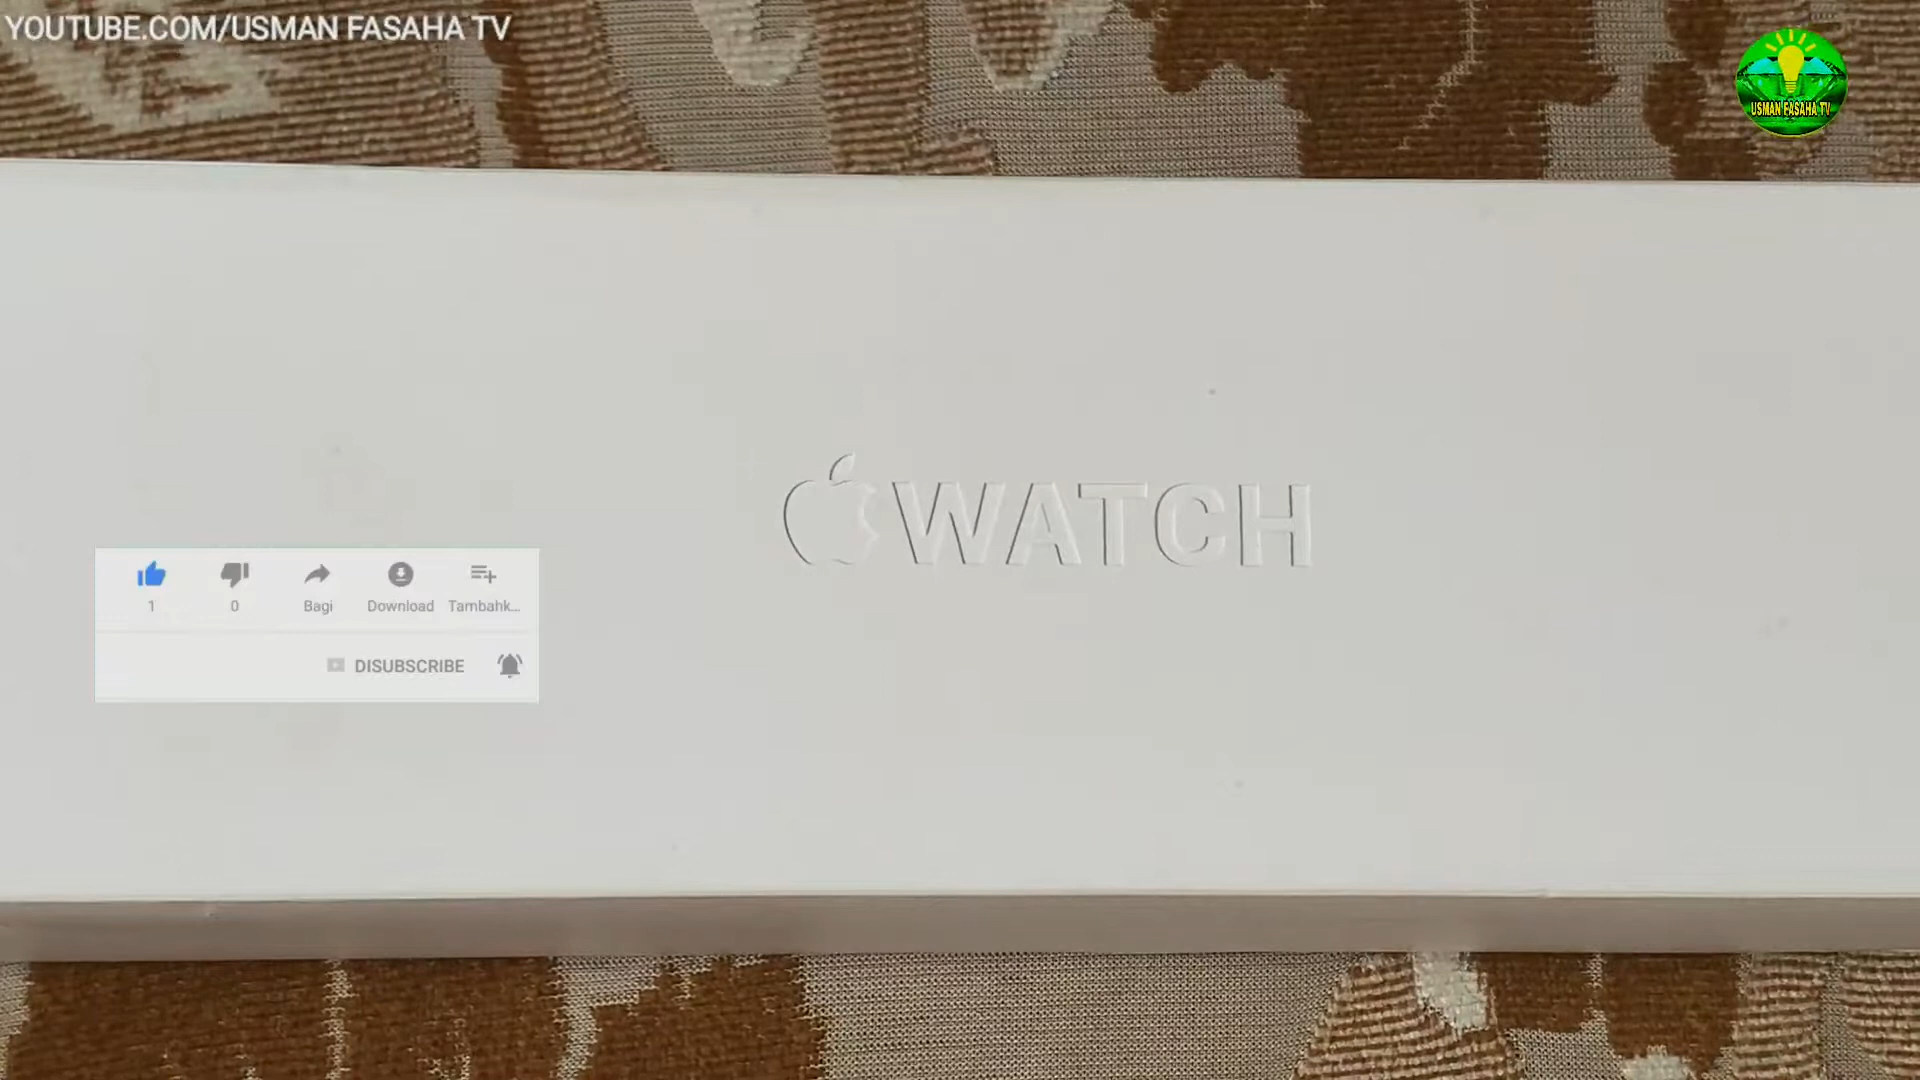 YOUTUBE.COM/USMAN FASAHA TV
USMAN FASAHA TV
WATCH
1
0
Bagi
Download
Tambahk...
DISUBSCRIBE